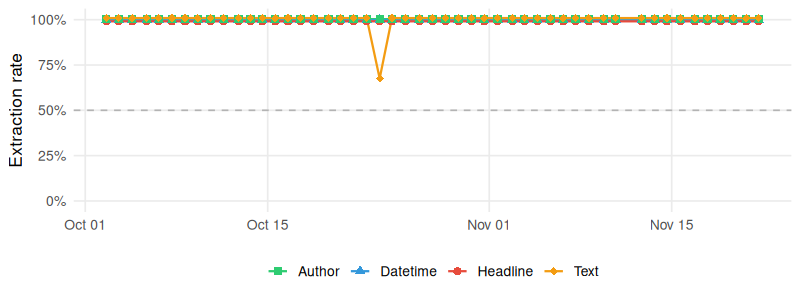 Extraction rate
100%
75%
50%
25%
0%
Oct 01 Oct 15 Nov 01 Nov 15
Author Datetime Headline Text